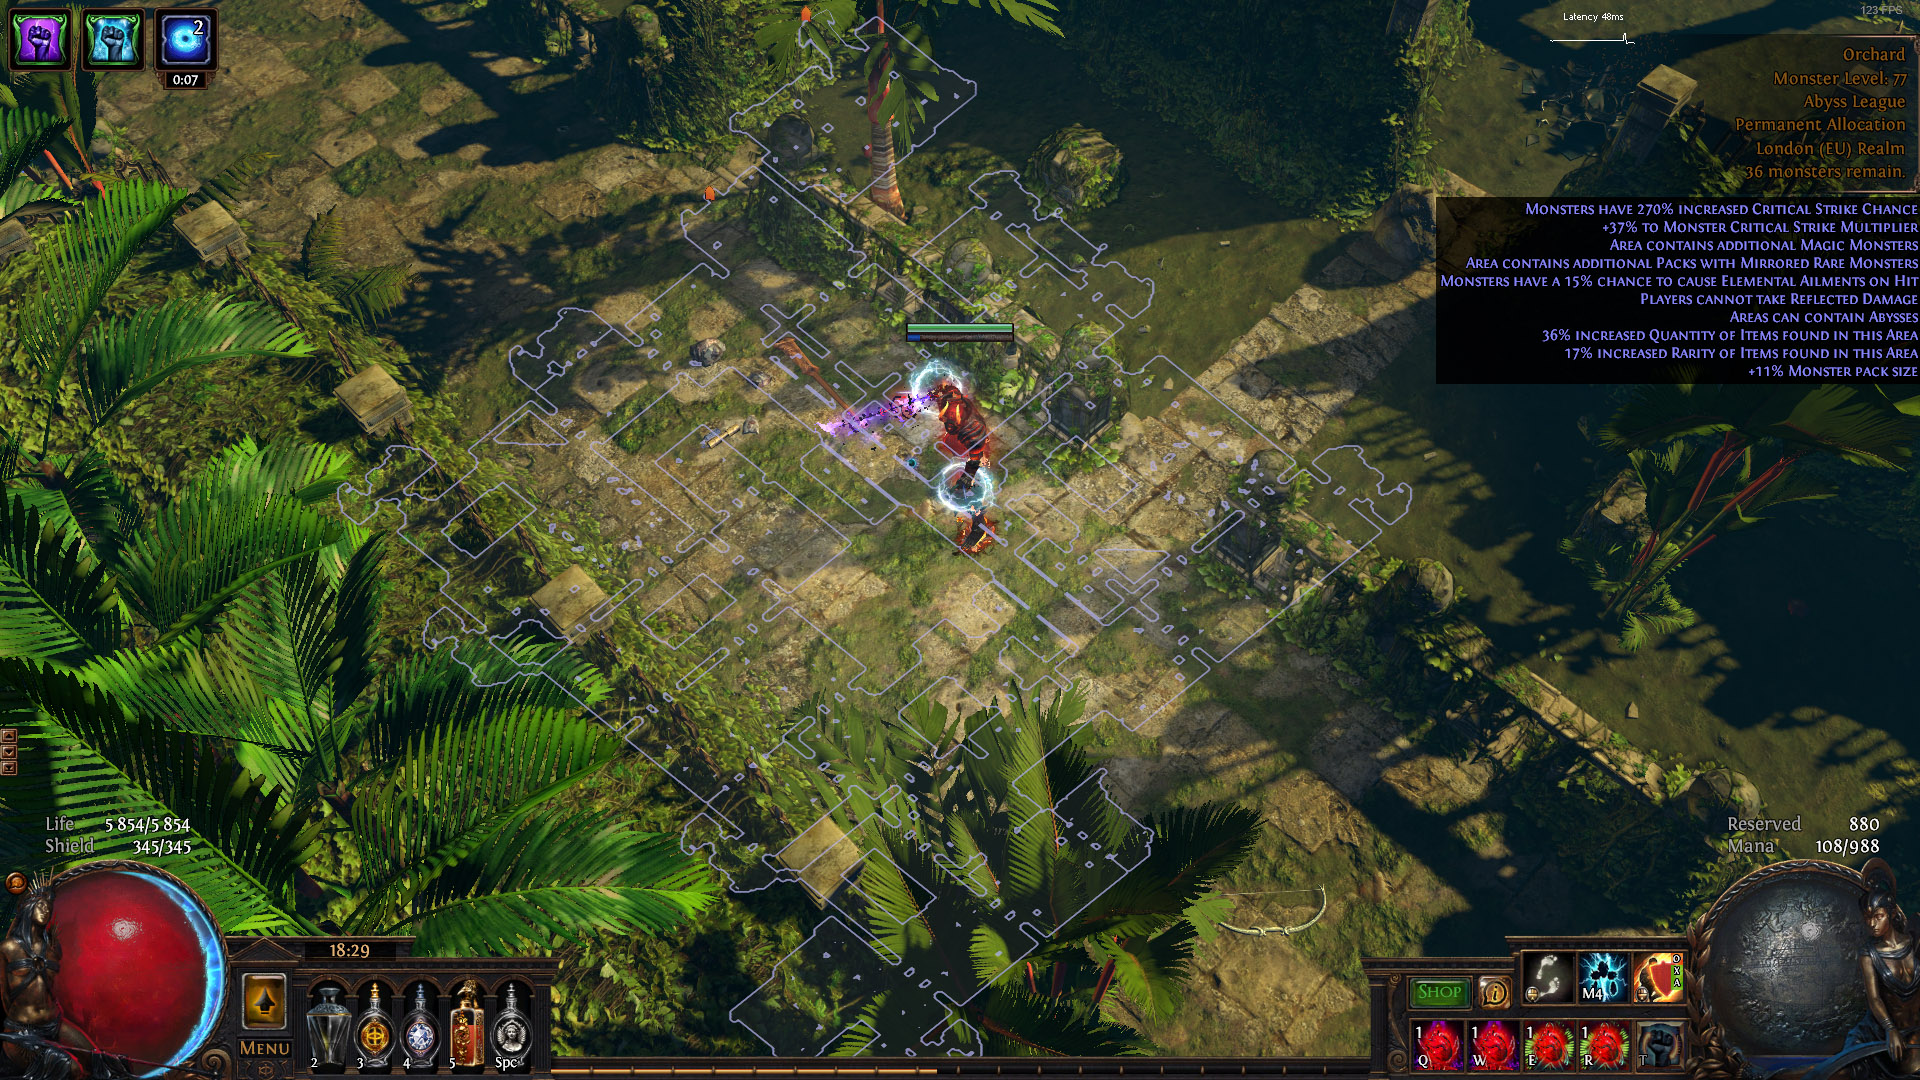 2
0:07
Latency 48ms
123 FPS
Orchard
Monster Level: 77
Abyss League
Permanent Allocation
London (EU) Realm
36 monsters remain.
Monsters have 270% increased Critical Strike Chance
+37% to Monster Critical Strike Multiplier
Area contains additional Magic Monsters
Area contains additional Packs with Mirrored Rare Monsters
Monsters have a 15% chance to cause Elemental Ailments on Hit
Players cannot take Reflected Damage
Areas can contain Abysses
36% increased Quantity of Items found in this Area
17% increased Rarity of Items found in this Area
+11% Monster pack size
Life 5 854/5 854
Shield 345/345
Reserved 880
Mana 108/988
18:29
Menu
2 3 4 5 Spc
Shop
M4
O
X
A
1 1 1 1
Q W E R T